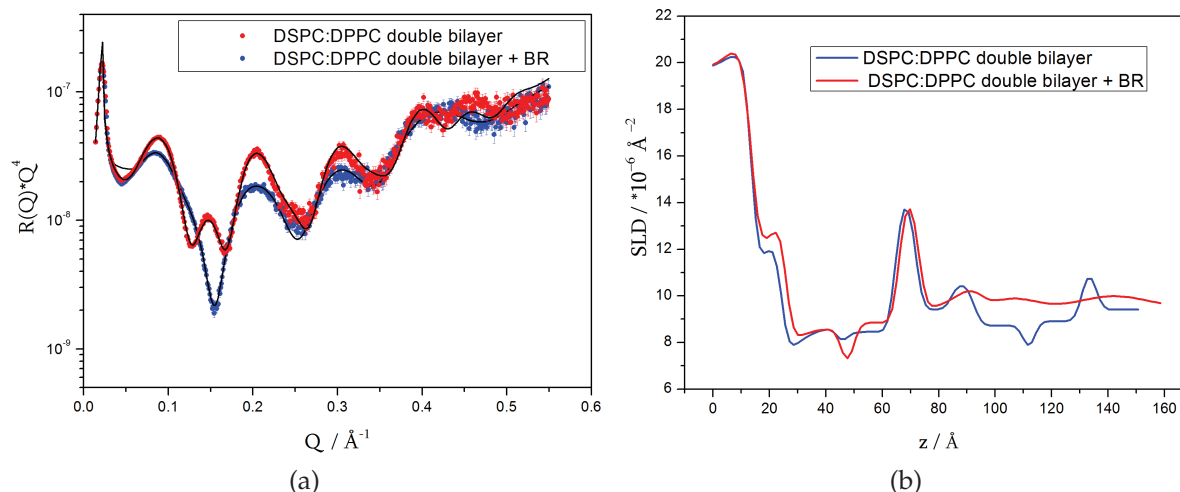 DSPC:DPPC double bilayer
DSPC:DPPC double bilayer + BR
R(Q)*Q⁴
10⁻⁷
10⁻⁸
10⁻⁹
0.0 0.1 0.2 0.3 0.4 0.5 0.6
Q / Å⁻¹
(a)
DSPC:DPPC double bilayer
DSPC:DPPC double bilayer + BR
SLD / *10⁻⁶ Å⁻²
22
20
18
16
14
12
10
8
6
0 20 40 60 80 100 120 140 160
z / Å
(b)